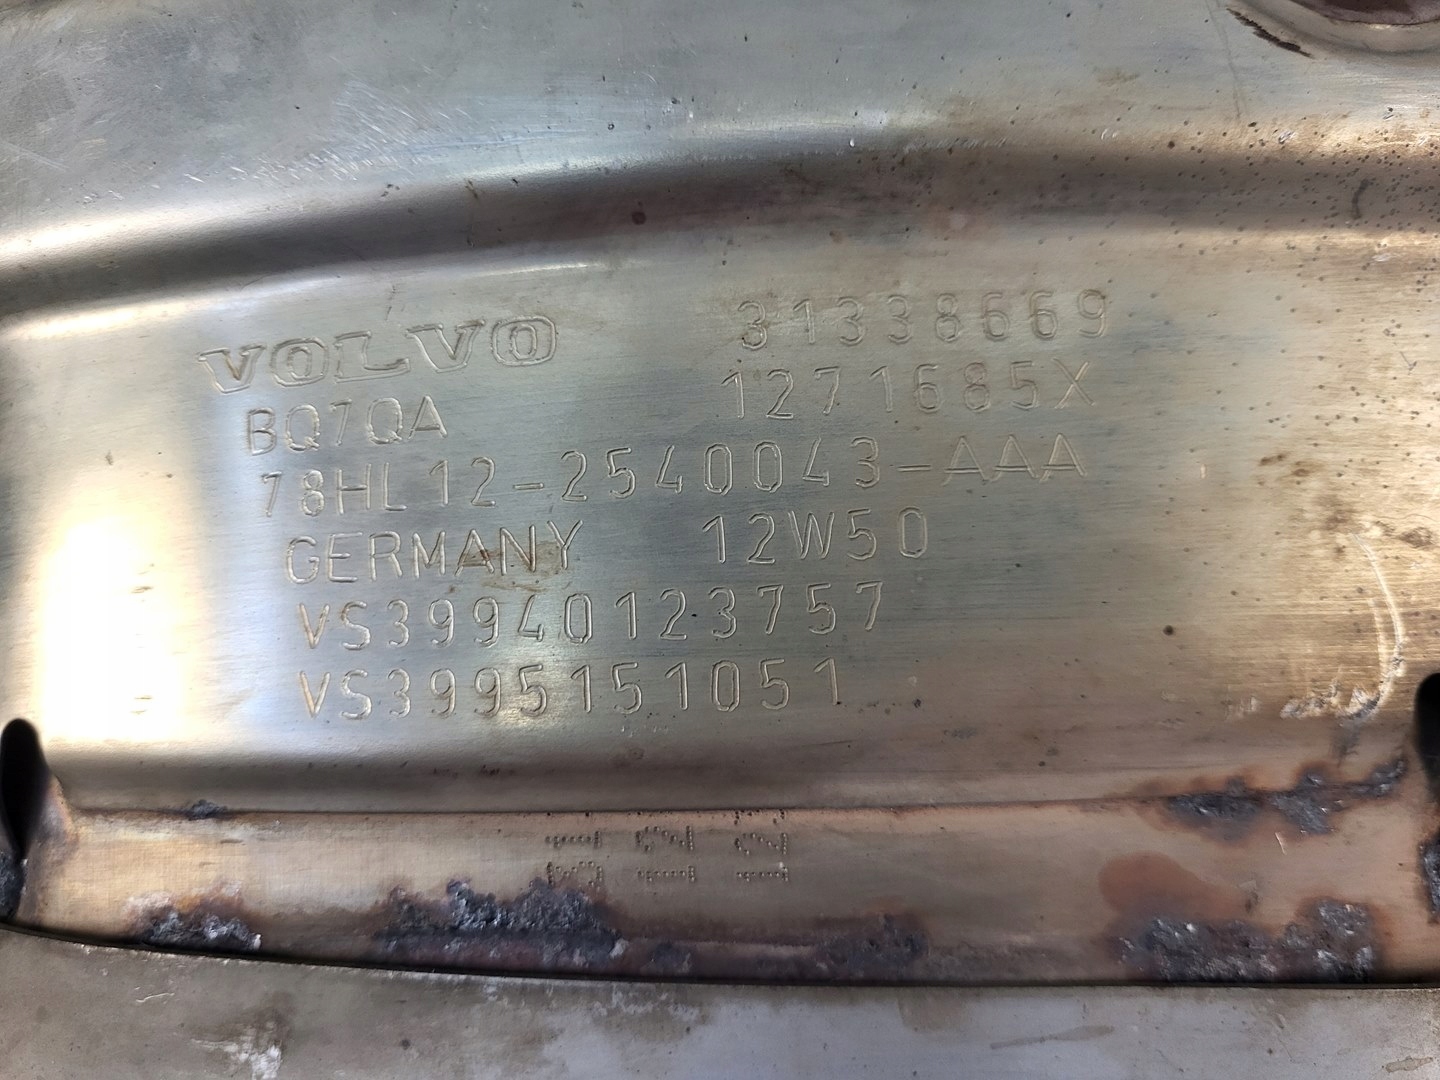 VOLVO 31338669
BQ7QA 1271685X
78HL12-2540043-AAA
GERMANY 12W50
VS39940123757
VS3995151051